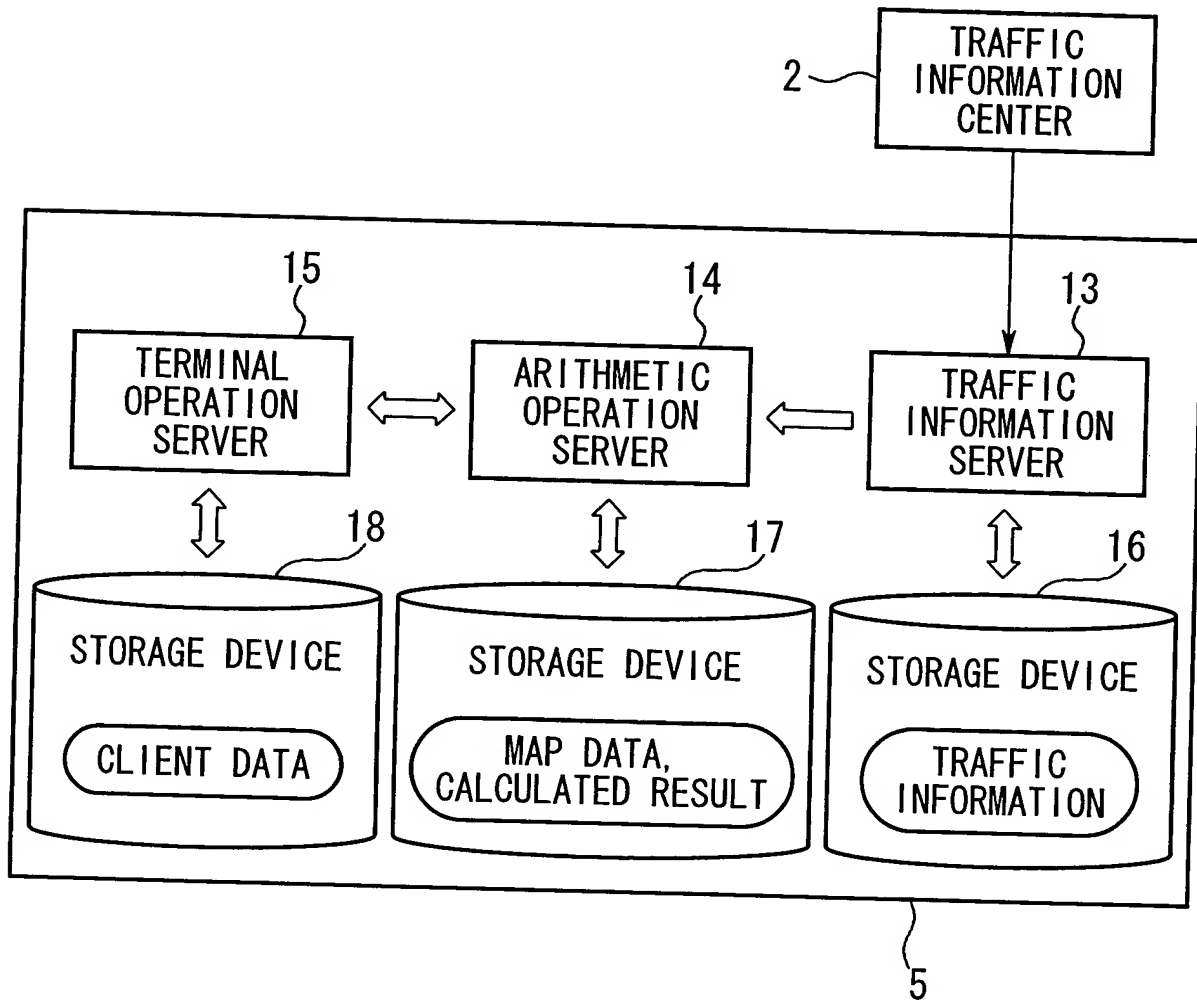 2
TRAFFIC
INFORMATION
CENTER
15
TERMINAL
OPERATION
SERVER
14
ARITHMETIC
OPERATION
SERVER
13
TRAFFIC
INFORMATION
SERVER
18
STORAGE DEVICE
CLIENT DATA
17
STORAGE DEVICE
MAP DATA,
CALCULATED RESULT
16
STORAGE DEVICE
TRAFFIC
INFORMATION
5